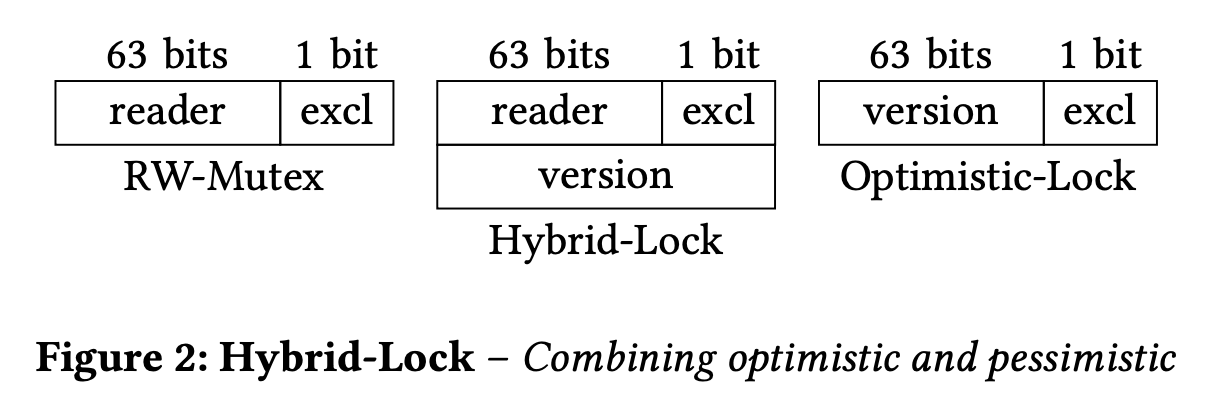 63 bits 1 bit 63 bits 1 bit 63 bits 1 bit
reader excl reader excl version excl
RW-Mutex version Optimistic-Lock
Hybrid-Lock
Figure 2: Hybrid-Lock – Combining optimistic and pessimistic